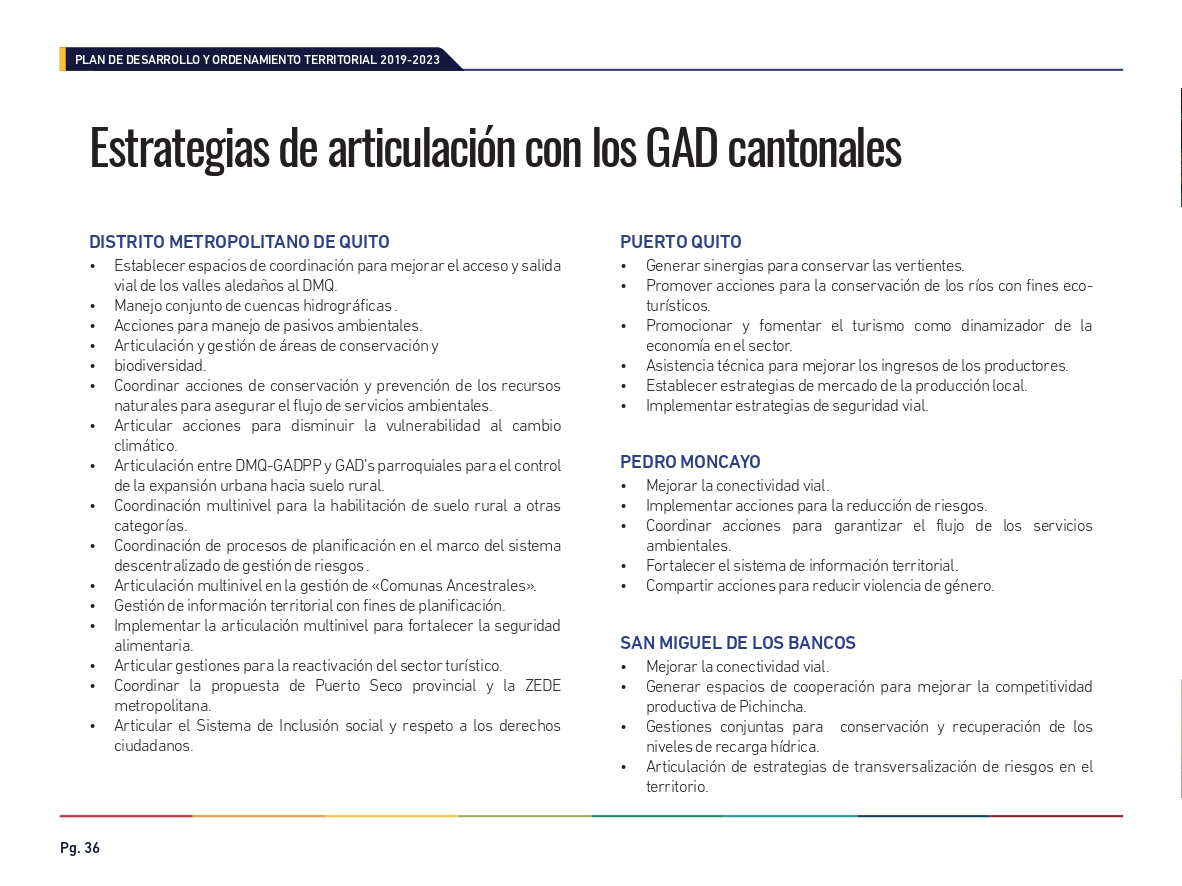 PLAN DE DESARROLLO Y ORDENAMIENTO TERRITORIAL 2019-2023
Estrategias de articulación con los GAD cantonales
DISTRITO METROPOLITANO DE QUITO
• Establecer espacios de coordinación para mejorar el acceso y salida
vial de los valles aledaños al DMQ.
• Manejo conjunto de cuencas hidrográficas .
• Acciones para manejo de pasivos ambientales.
• Articulación y gestión de áreas de conservación y
• biodiversidad.
• Coordinar acciones de conservación y prevención de los recursos
naturales para asegurar el flujo de servicios ambientales.
• Articular acciones para disminuir la vulnerabilidad al cambio
climático.
• Articulación entre DMQ-GADPP y GAD's parroquiales para el control
de la expansión urbana hacia suelo rural.
• Coordinación multinivel para la habilitación de suelo rural a otras
categorías.
• Coordinación de procesos de planificación en el marco del sistema
descentralizado de gestión de riesgos .
• Articulación multinivel en la gestión de «Comunas Ancestrales».
• Gestión de información territorial con fines de planificación.
• Implementar la articulación multinivel para fortalecer la seguridad
alimentaria.
• Articular gestiones para la reactivación del sector turístico.
• Coordinar la propuesta de Puerto Seco provincial y la ZEDE
metropolitana.
• Articular el Sistema de Inclusión social y respeto a los derechos
ciudadanos.
PUERTO QUITO
• Generar sinergias para conservar las vertientes.
• Promover acciones para la conservación de los ríos con fines eco-
turísticos.
• Promocionar y fomentar el turismo como dinamizador de la
economía en el sector.
• Asistencia técnica para mejorar los ingresos de los productores.
• Establecer estrategias de mercado de la producción local.
• Implementar estrategias de seguridad vial.
PEDRO MONCAYO
• Mejorar la conectividad vial.
• Implementar acciones para la reducción de riesgos.
• Coordinar acciones para garantizar el flujo de los servicios
ambientales.
• Fortalecer el sistema de información territorial.
• Compartir acciones para reducir violencia de género.
SAN MIGUEL DE LOS BANCOS
• Mejorar la conectividad vial.
• Generar espacios de cooperación para mejorar la competitividad
productiva de Pichincha.
• Gestiones conjuntas para conservación y recuperación de los
niveles de recarga hídrica.
• Articulación de estrategias de transversalización de riesgos en el
territorio.
Pg. 36